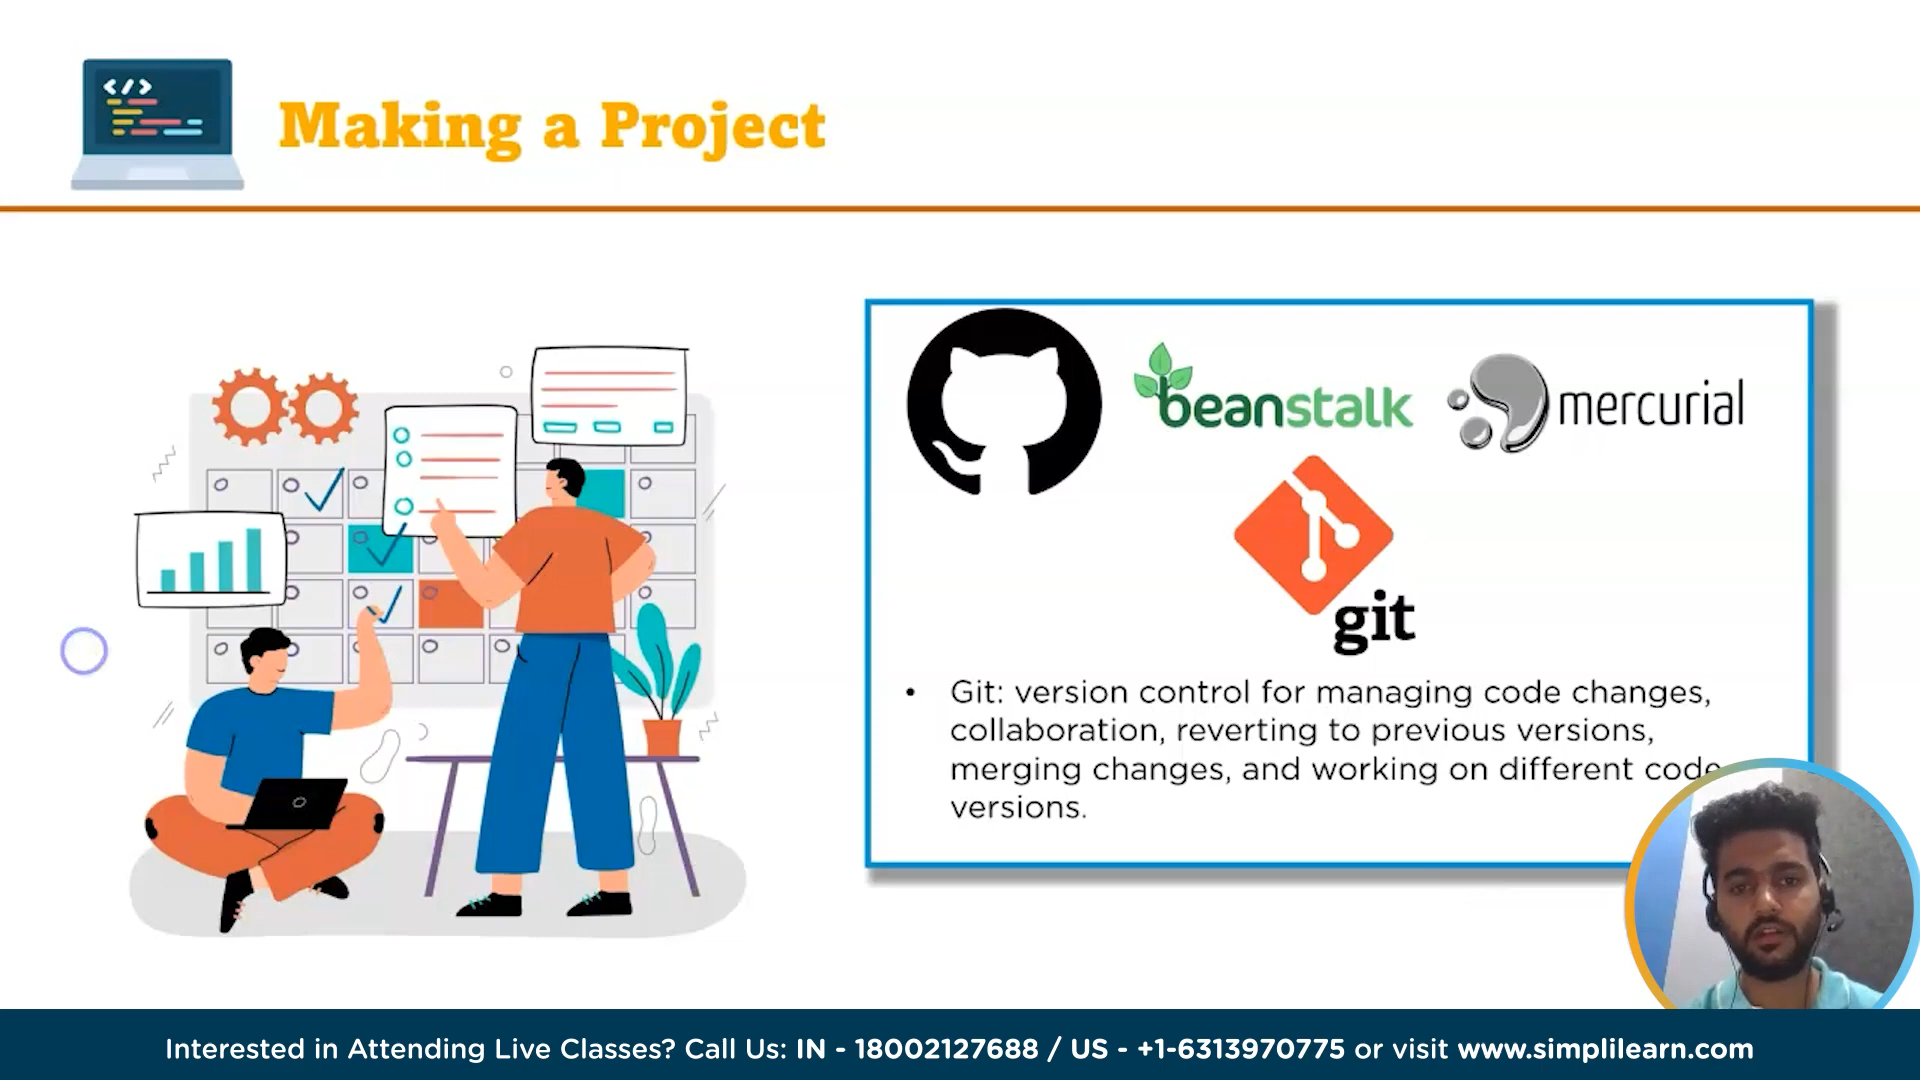 </>
Making a Project
beanstalk
mercurial
git
• Git: version control for managing code changes,
collaboration, reverting to previous versions,
merging changes, and working on different code
versions.
Interested in Attending Live Classes? Call Us: IN - 18002127688 / US - +1-6313970775 or visit www.simplilearn.com